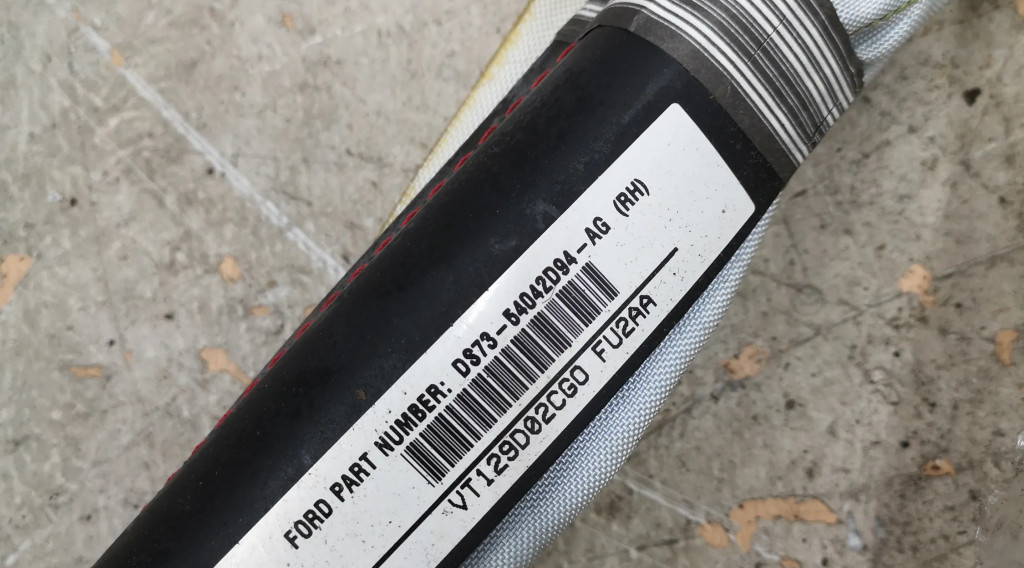 FORD PART NUMBER: DS73-54042D94-AG (RH)
VT129D02CG0 FU2AA